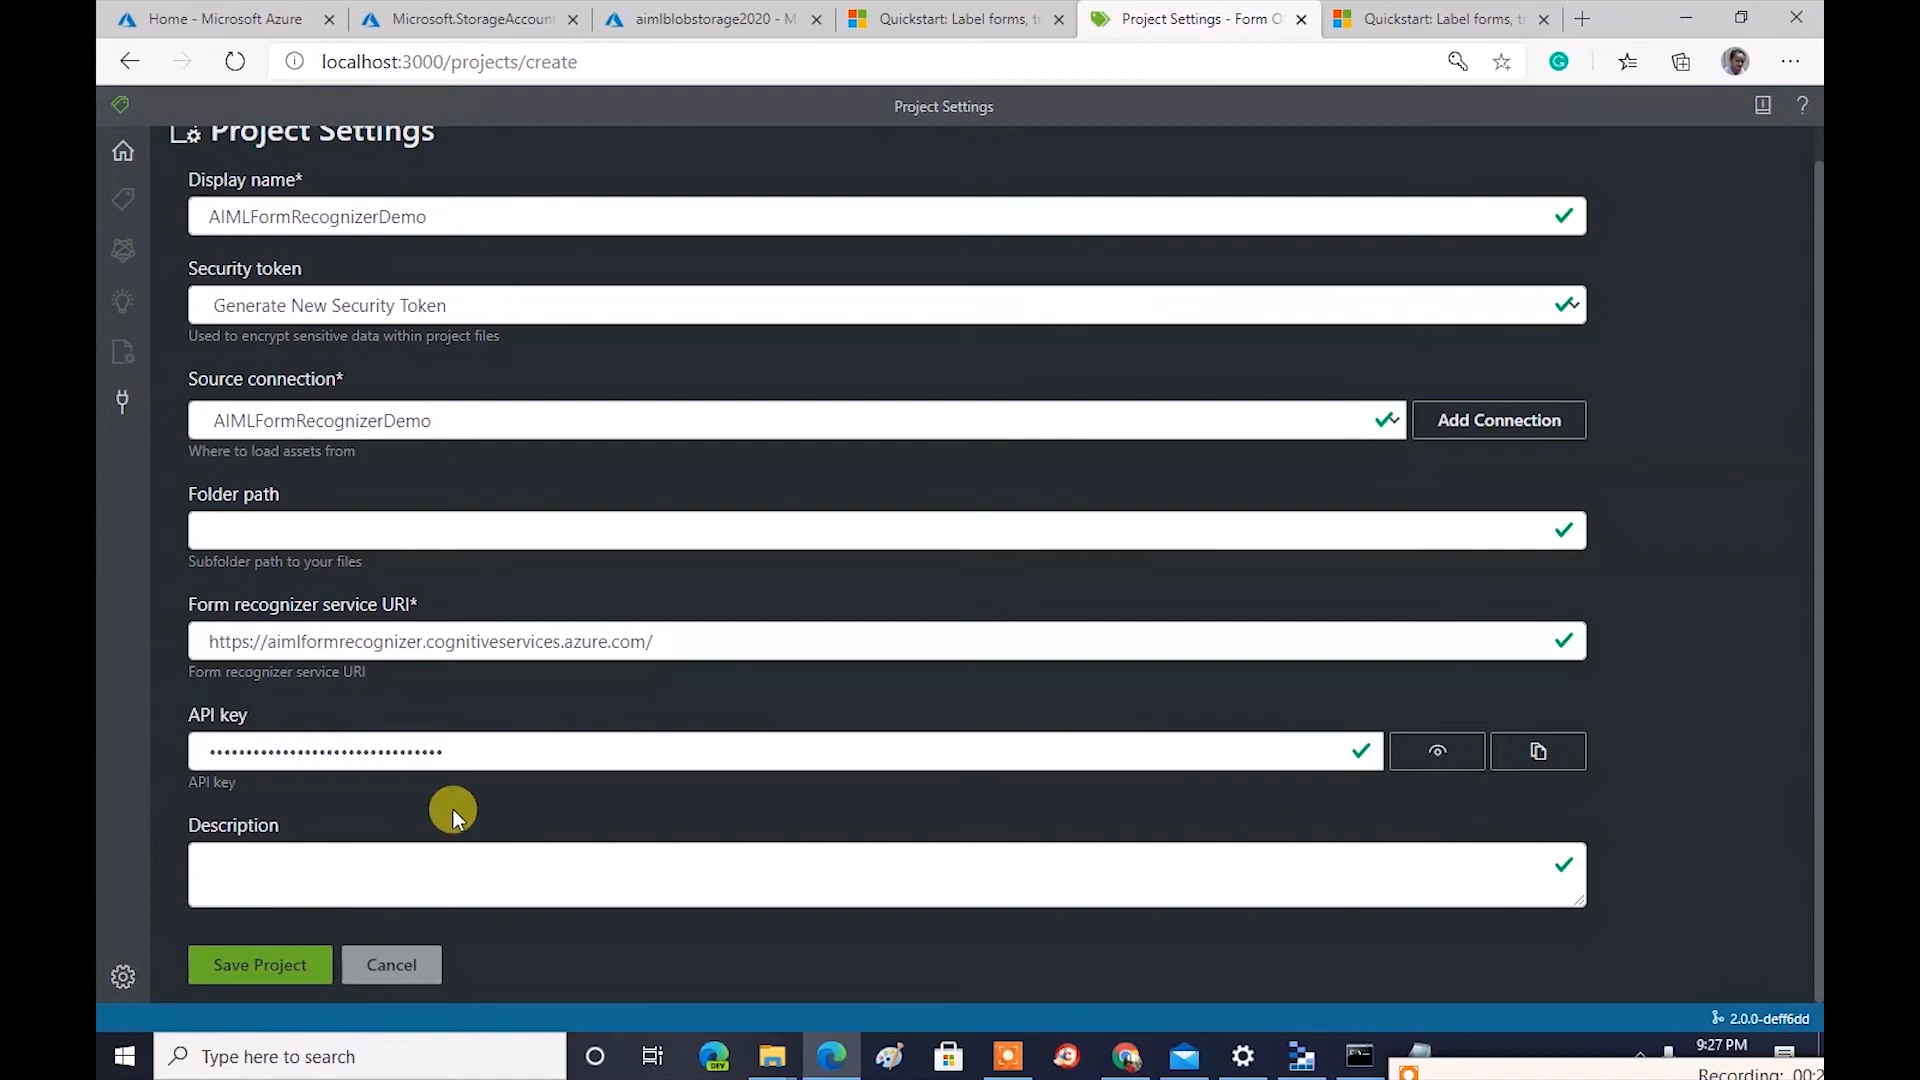 Home - Microsoft Azure
Microsoft.StorageAccoun
aimlblobstorage2020 - M
Quickstart: Label forms, t
Project Settings - Form O
Quickstart: Label forms, t
localhost:3000/projects/create
Project Settings
Project Settings
Display name*
AIMLFormRecognizerDemo
Security token
Generate New Security Token
Used to encrypt sensitive data within project files
Source connection*
AIMLFormRecognizerDemo
Add Connection
Where to load assets from
Folder path
Subfolder path to your files
Form recognizer service URI*
https://aimlformrecognizer.cognitiveservices.azure.com/
Form recognizer service URI
API key
••••••••••••••••••••••••••••••••
API key
Description
Save Project
Cancel
2.0.0-deff6dd
Type here to search
DEV
9:27 PM
Recording: 00:2